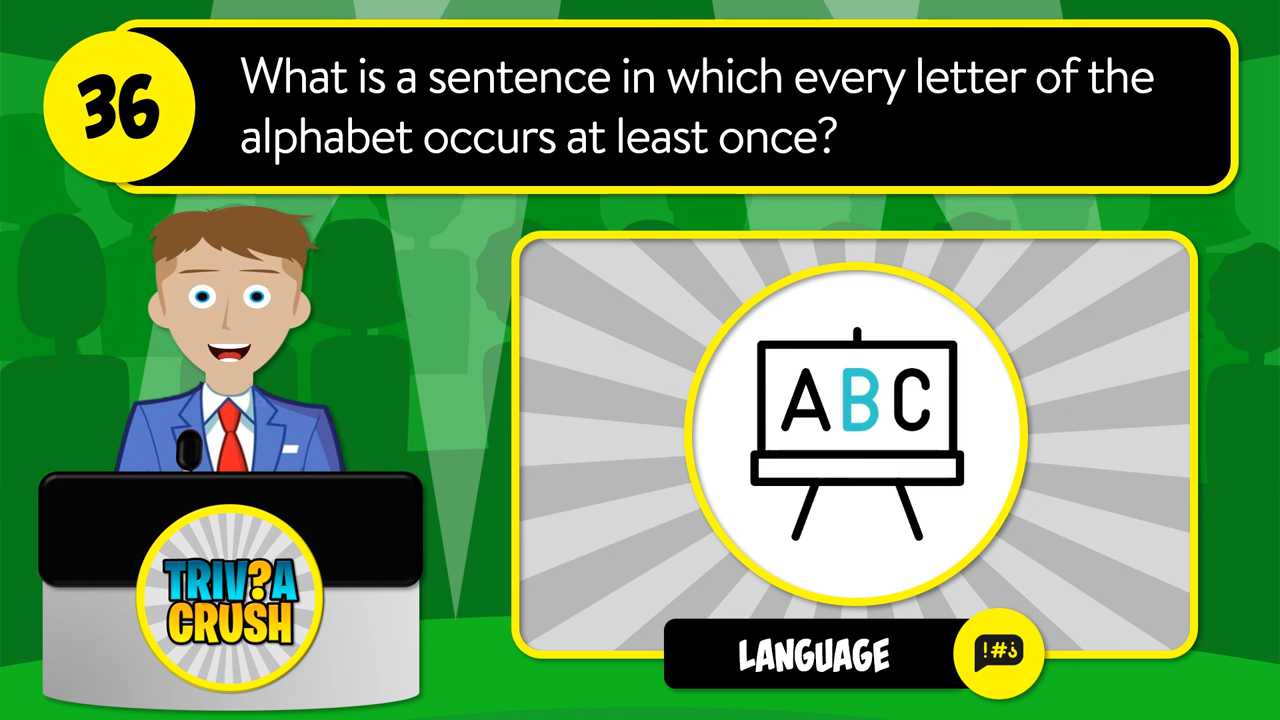 36
What is a sentence in which every letter of the
alphabet occurs at least once?
ABC
TRIV?A
CRUSH
LANGUAGE
!#¿